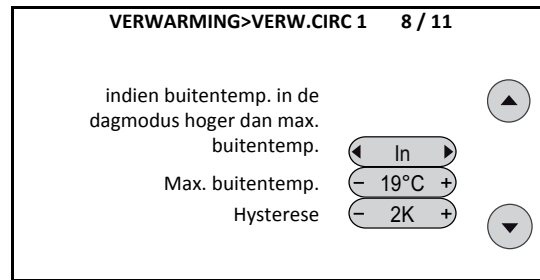 VERWARMING>VERW.CIRC 1 8 / 11
indien buitentemp. in de
dagmodus hoger dan max.
buitentemp.
In
Max. buitentemp. − 19°C +
Hysterese − 2K +